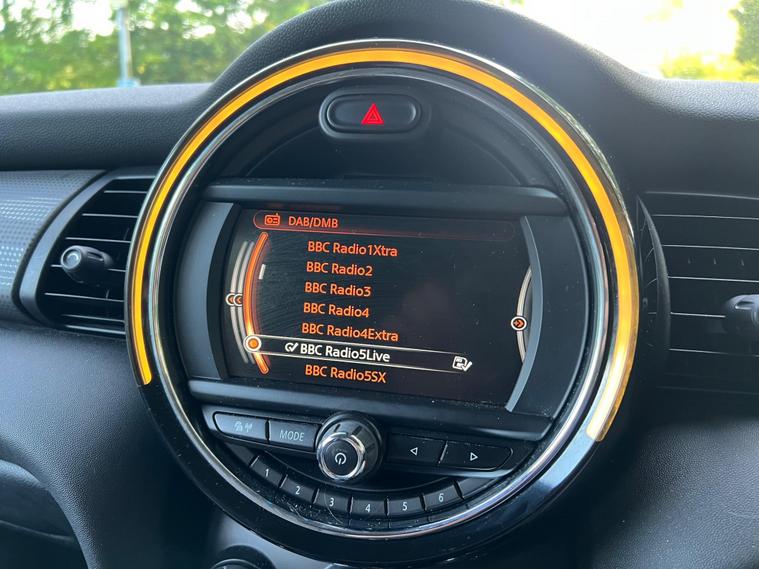 DAB/DMB
BBC Radio1Xtra
BBC Radio2
BBC Radio3
BBC Radio4
BBC Radio4Extra
BBC Radio5Live
BBC Radio5SX
MODE
1 2 3 4 5 6